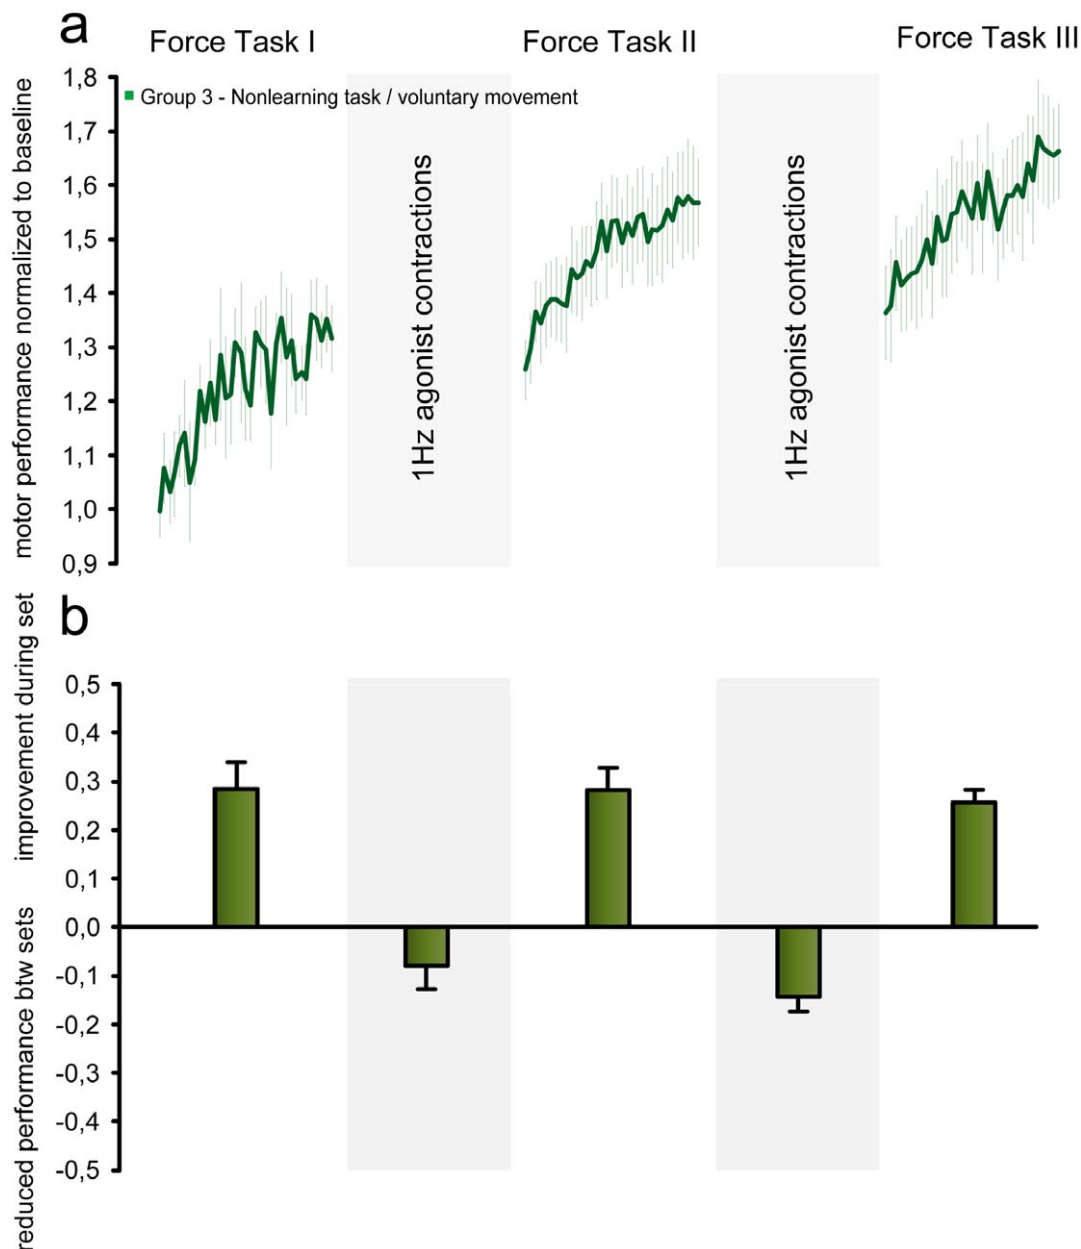 a
Force Task I
Force Task II
Force Task III
motor performance normalized to baseline
1,8
1,7
1,6
1,5
1,4
1,3
1,2
1,1
1,0
0,9
Group 3 - Nonlearning task / voluntary movement
1Hz agonist contractions
1Hz agonist contractions
b
improvement during set
reduced performance btw sets
0,5
0,4
0,3
0,2
0,1
0,0
-0,1
-0,2
-0,3
-0,4
-0,5